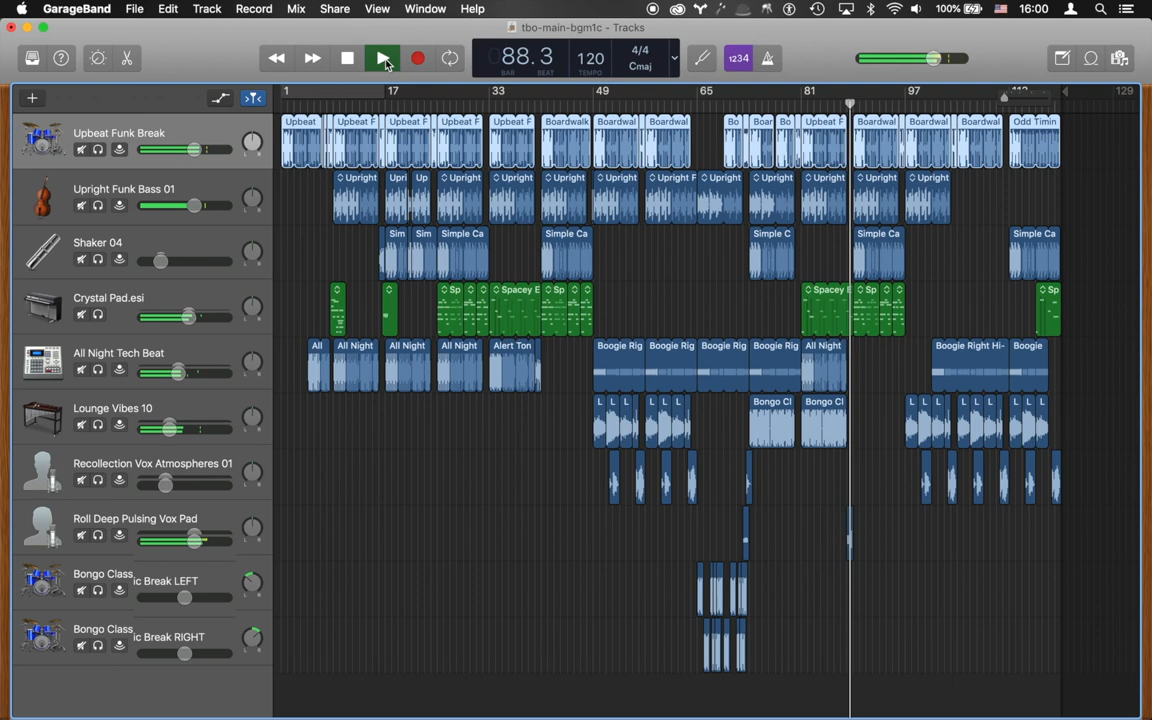 GarageBand File Edit Track Record Mix Share View Window Help 100% 16:00
tbo-main-bgm1c - Tracks
88.3 120 4/4 Cmaj
BAR BEAT TEMPO
1234
1 17 33 49 65 81 97 113 129
Upbeat Funk Break
Upbeat Upbeat F Upbeat F Upbeat F Upbeat F Boardwalk Boardwal Boardwal Bo Boar Bo Upbeat F Boardwal Boardwal Boardwal Odd Timin
Upright Funk Bass 01
Upright Upri Up Upright Upright Upright Upright Upright F Upright Upright Upright Upright Upright
Shaker 04
Sim Sim Simple Ca Simple Ca Simple C Simple Ca Simple Ca
Crystal Pad.esi
Sp Spacey E Sp Spacey E Sp Sp
All Night Tech Beat
All All Night All Night All Night Alert Ton Boogie Rig Boogie Rig Boogie Rig Boogie Rig All Night Boogie Right Hi- Boogie
Lounge Vibes 10
L L L L L L Bongo Cl Bongo Cl L L L L L L L L L
Recollection Vox Atmospheres 01
Roll Deep Pulsing Vox Pad
Bongo Classic Break LEFT
L R
Bongo Classic Break RIGHT
L R